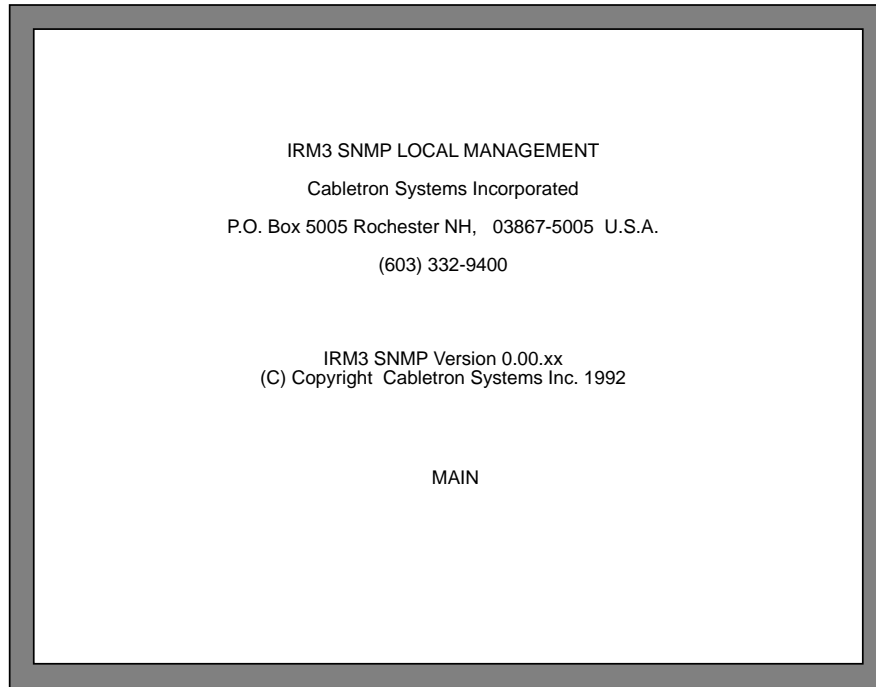 IRM3 SNMP LOCAL MANAGEMENT
Cabletron Systems Incorporated
P.O. Box 5005 Rochester NH,   03867-5005  U.S.A.
(603) 332-9400
IRM3 SNMP Version 0.00.xx
(C) Copyright  Cabletron Systems Inc. 1992
MAIN